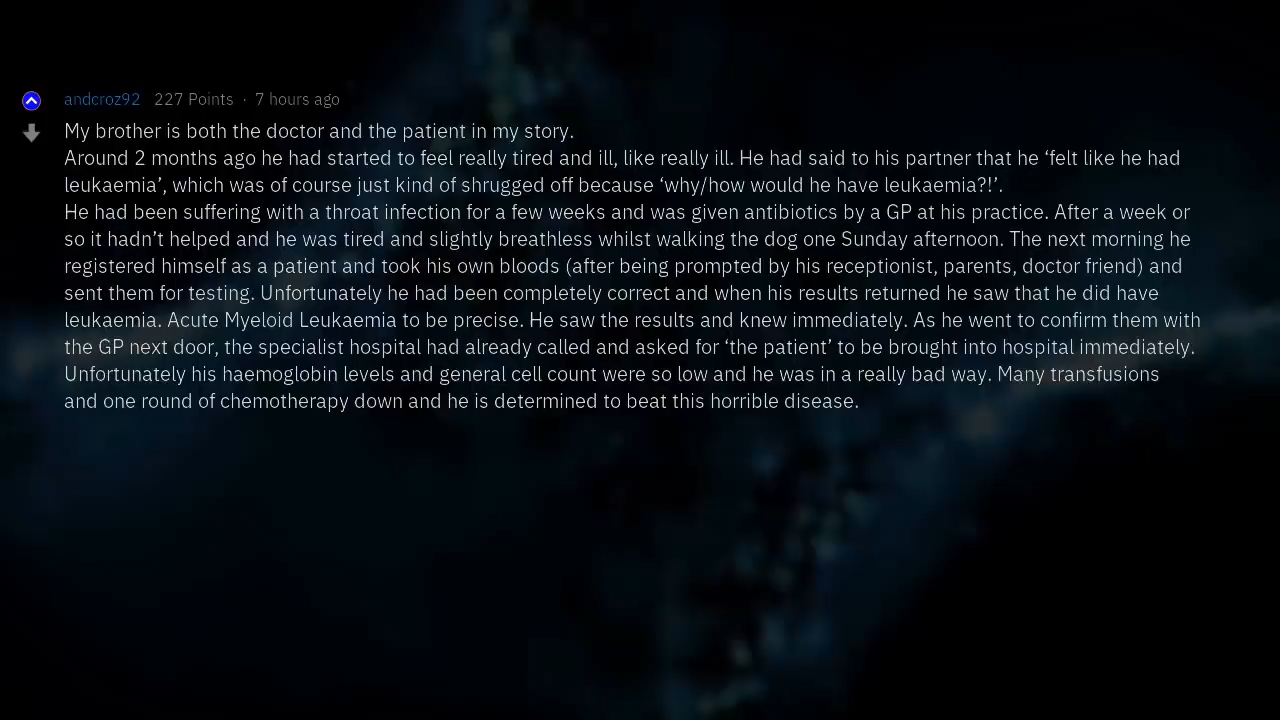 andcroz92 227 Points · 7 hours ago
My brother is both the doctor and the patient in my story.
Around 2 months ago he had started to feel really tired and ill, like really ill. He had said to his partner that he ‘felt like he had
leukaemia’, which was of course just kind of shrugged off because ‘why/how would he have leukaemia?!’.
He had been suffering with a throat infection for a few weeks and was given antibiotics by a GP at his practice. After a week or
so it hadn’t helped and he was tired and slightly breathless whilst walking the dog one Sunday afternoon. The next morning he
registered himself as a patient and took his own bloods (after being prompted by his receptionist, parents, doctor friend) and
sent them for testing. Unfortunately he had been completely correct and when his results returned he saw that he did have
leukaemia. Acute Myeloid Leukaemia to be precise. He saw the results and knew immediately. As he went to confirm them with
the GP next door, the specialist hospital had already called and asked for ‘the patient’ to be brought into hospital immediately.
Unfortunately his haemoglobin levels and general cell count were so low and he was in a really bad way. Many transfusions
and one round of chemotherapy down and he is determined to beat this horrible disease.